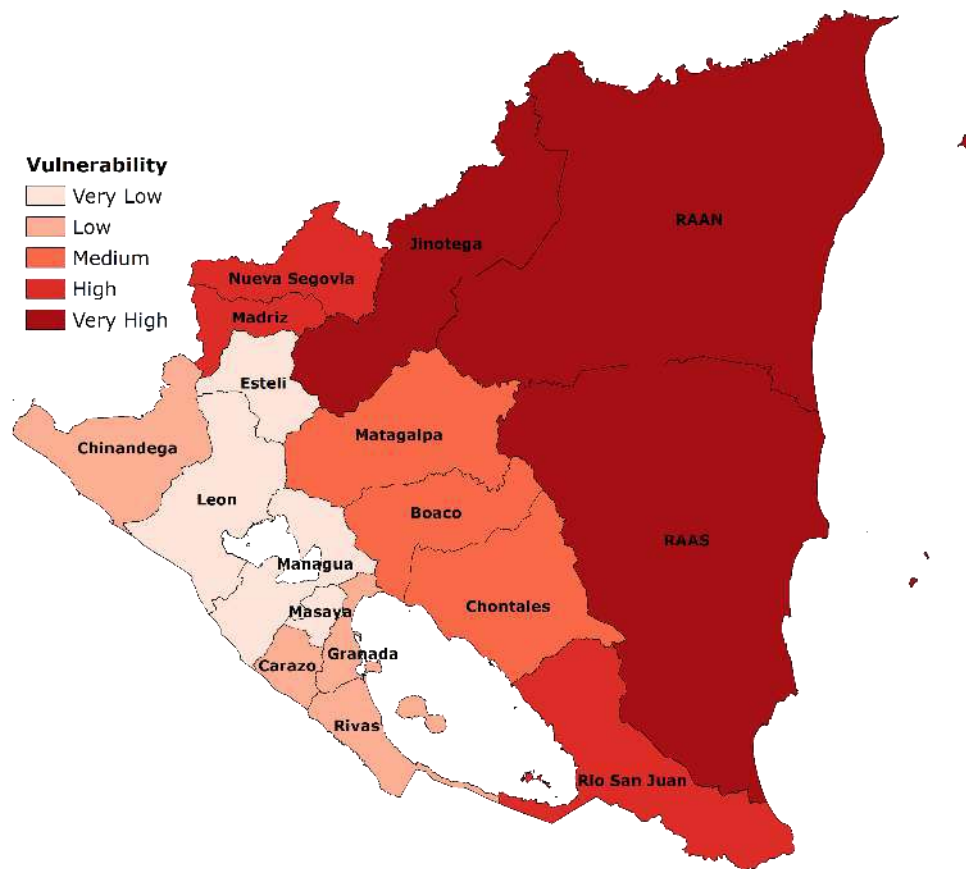 Vulnerability
Very Low
Low
Medium
High
Very High
RAAN
Jinotega
Nueva Segovia
Madriz
Esteli
Chinandega
Matagalpa
Leon
Boaco
RAAS
Managua
Masaya
Chontales
Granada
Carazo
Rivas
Rio San Juan